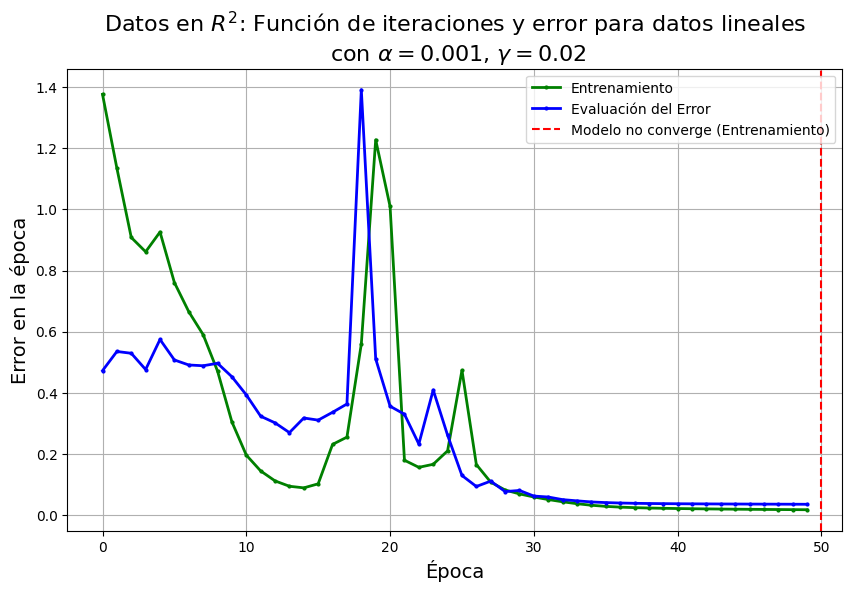 Datos en $R^2$: Función de iteraciones y error para datos lineales
con $\alpha = 0.001$, $\gamma = 0.02$
Entrenamiento
Evaluación del Error
Modelo no converge (Entrenamiento)
Error en la época
1.4
1.2
1.0
0.8
0.6
0.4
0.2
0.0
0 10 20 30 40 50
Época